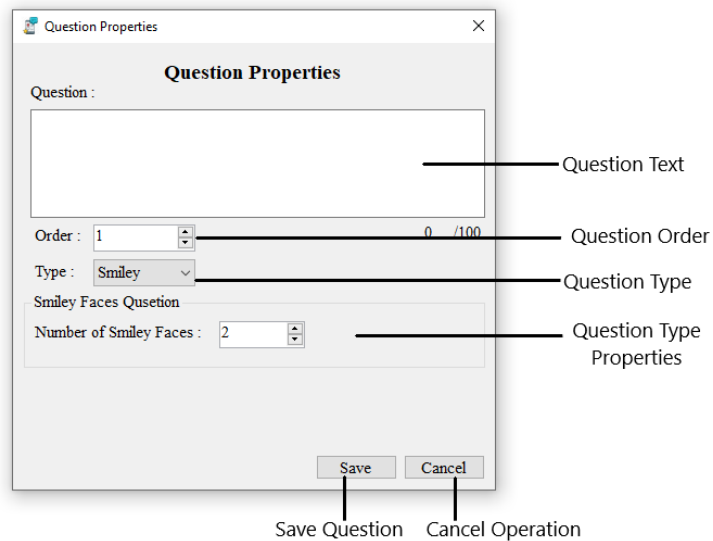 Question Properties
Question Properties
Question :
Question Text
Order : 1
0 /100
Question Order
Type : Smiley
Question Type
Smiley Faces Qusetion
Number of Smiley Faces : 2
Question Type
Properties
Save Cancel
Save Question Cancel Operation